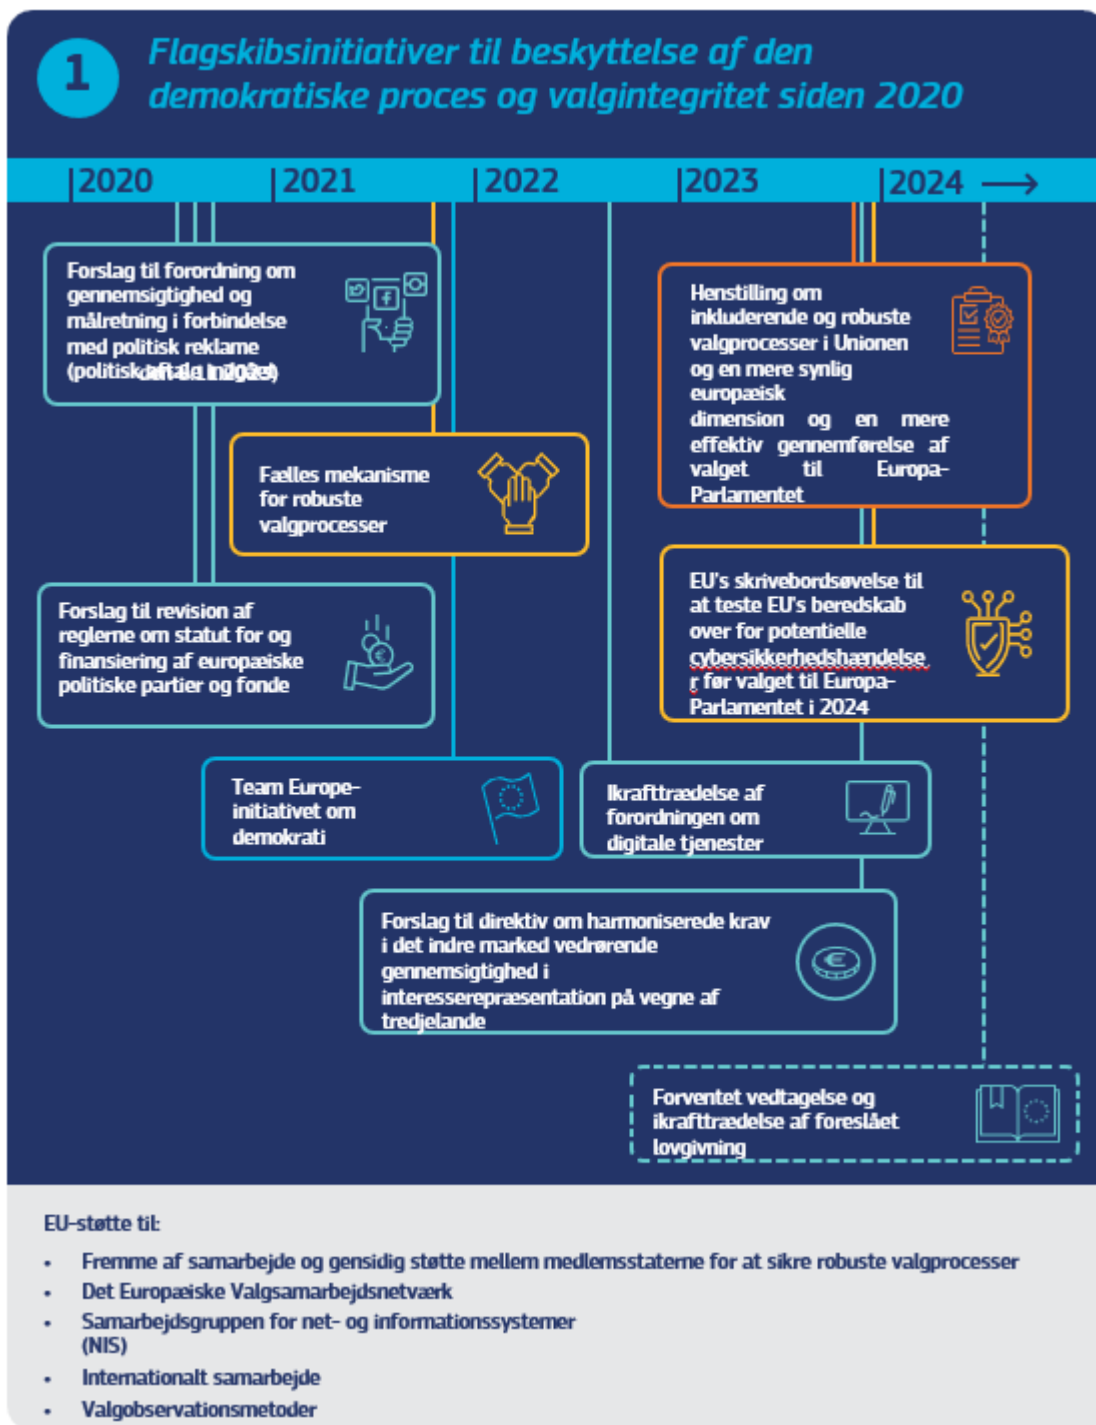 1
Flagskibsinitiativer til beskyttelse af den
demokratiske proces og valgintegritet siden 2020
2020
2021
2022
2023
2024
Forslag til forordning om
gennemsigtighed og
målretning i forbindelse
med politisk reklame
(politisk
Henstilling om
inkluderende og robuste
valgprocesser i Unionen
og en mere synlig
europæisk
dimension og en mere
effektiv gennemførelse af
valget til Europa-
Parlamentet
Fælles mekanisme
for robuste
valgprocesser
EU's skrivebordsøvelse til
at teste EU's beredskab
over for potentielle
cybersikkerhedshændelse
r før valget til Europa-
Parlamentet i 2024
Forslag til revision af
reglerne om statut for og
finansiering af europæiske
politiske partier og fonde
Team Europe-
initiativet om
demokrati
Ikrafttrædelse af
forordningen om
digitale tjenester
Forslag til direktiv om harmoniserede krav
i det indre marked vedrørende
gennemsigtighed i
interesserepræsentation på vegne af
tredjelande
Forventet vedtagelse og
ikrafttrædelse af foreslået
lovgivning
EU-støtte til:
• Fremme af samarbejde og gensidig støtte mellem medlemsstaterne for at sikre robuste valgprocesser
• Det Europæiske Valgsamarbejdsnetværk
• Samarbejdsgruppen for net- og informationssystemer
(NIS)
• Internationalt samarbejde
• Valgobservationsmetoder